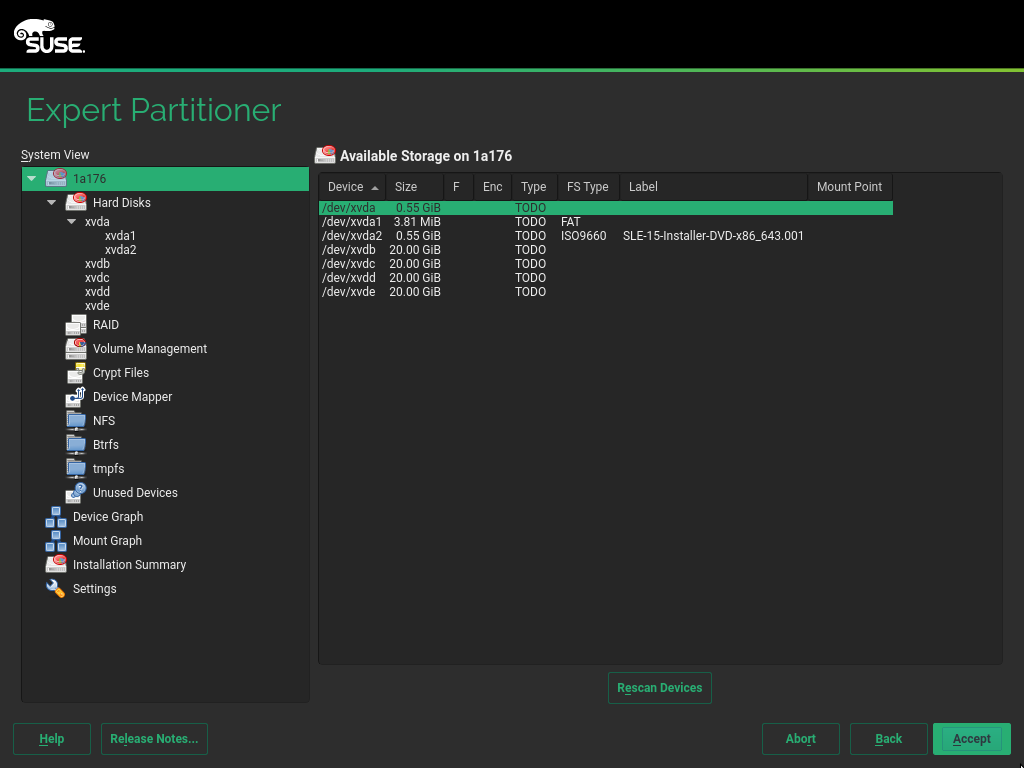 SUSE
Expert Partitioner
System View
1a176
Hard Disks
xvda
xvda1
xvda2
xvdb
xvdc
xvdd
xvde
RAID
Volume Management
Crypt Files
Device Mapper
NFS
Btrfs
tmpfs
Unused Devices
Device Graph
Mount Graph
Installation Summary
Settings
Available Storage on 1a176
Device Size F Enc Type FS Type Label Mount Point
/dev/xvda 0.55 GiB TODO
/dev/xvda1 3.81 MiB TODO FAT
/dev/xvda2 0.55 GiB TODO ISO9660 SLE-15-Installer-DVD-x86_643.001
/dev/xvdb 20.00 GiB TODO
/dev/xvdc 20.00 GiB TODO
/dev/xvdd 20.00 GiB TODO
/dev/xvde 20.00 GiB TODO
Rescan Devices
Help Release Notes... Abort Back Accept